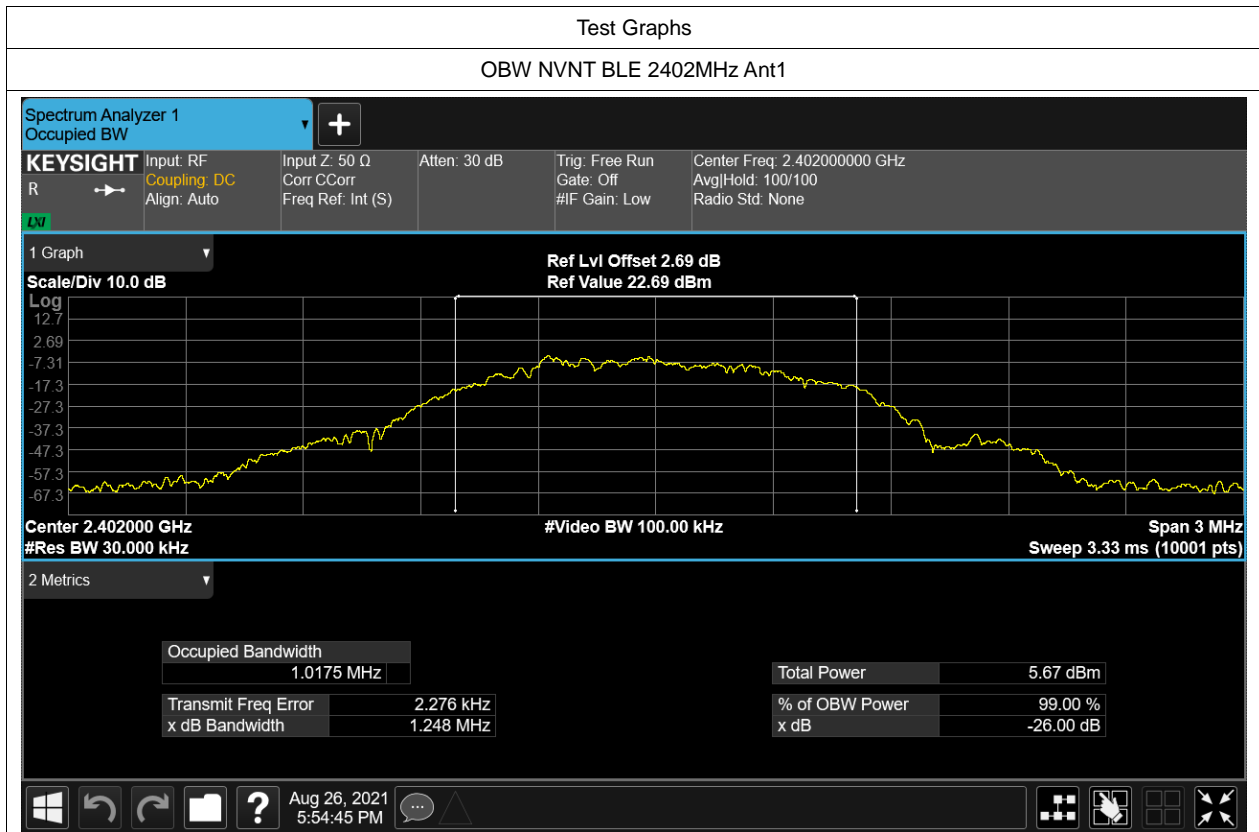 Test Graphs
OBW NVNT BLE 2402MHz Ant1
Spectrum Analyzer 1
Occupied BW
KEYSIGHT
R
LXI
Input: RF
Coupling: DC
Align: Auto
Input Z: 50 Ω
Corr CCorr
Freq Ref: Int (S)
Atten: 30 dB
Trig: Free Run
Gate: Off
#IF Gain: Low
Center Freq: 2.402000000 GHz
Avg|Hold: 100/100
Radio Std: None
1 Graph
Ref Lvl Offset 2.69 dB
Scale/Div 10.0 dB
Ref Value 22.69 dBm
Log
12.7
2.69
-7.31
-17.3
-27.3
-37.3
-47.3
-57.3
-67.3
Center 2.402000 GHz
#Video BW 100.00 kHz
Span 3 MHz
#Res BW 30.000 kHz
Sweep 3.33 ms (10001 pts)
2 Metrics
Occupied Bandwidth
1.0175 MHz
Total Power 5.67 dBm
Transmit Freq Error 2.276 kHz
% of OBW Power 99.00 %
x dB Bandwidth 1.248 MHz
x dB -26.00 dB
?
Aug 26, 2021
5:54:45 PM